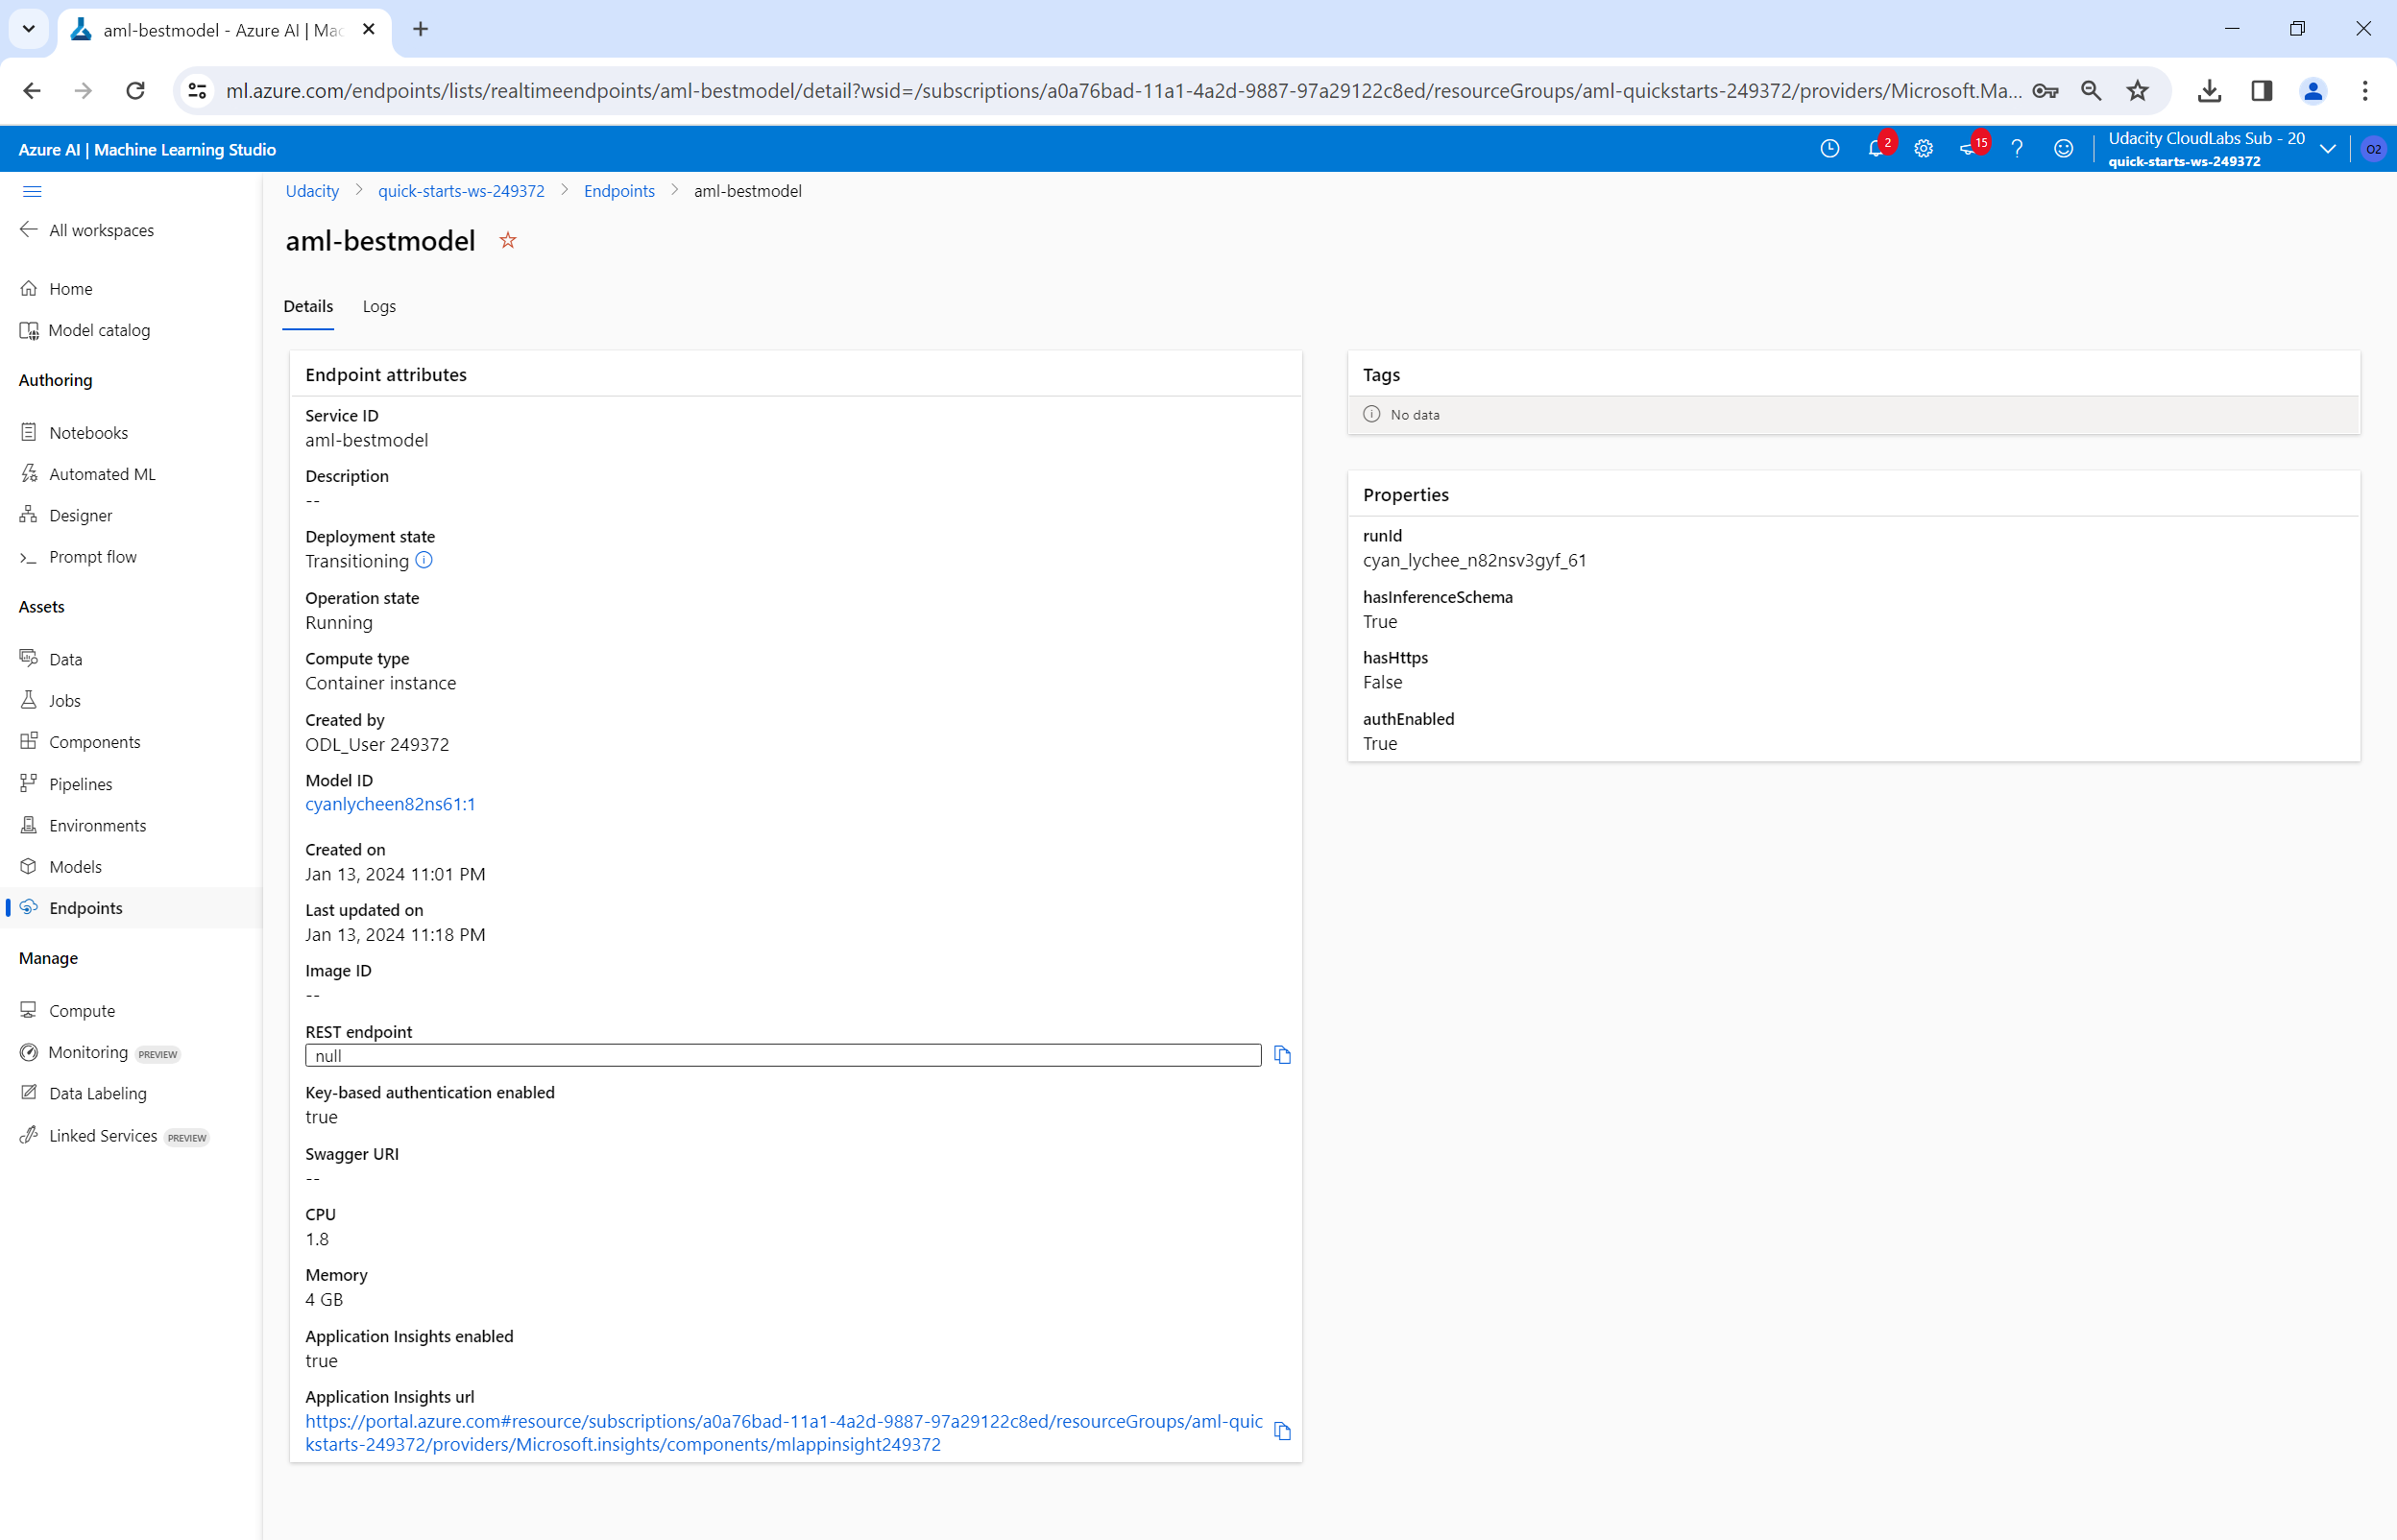 aml-bestmodel - Azure AI | Mac
ml.azure.com/endpoints/lists/realtimeendpoints/aml-bestmodel/detail?wsid=/subscriptions/a0a76bad-11a1-4a2d-9887-97a29122c8ed/resourceGroups/aml-quickstarts-249372/providers/Microsoft.Ma...
Azure AI | Machine Learning Studio
2
15
Udacity CloudLabs Sub - 20
quick-starts-ws-249372
O2
All workspaces
Home
Model catalog
Authoring
Notebooks
Automated ML
Designer
Prompt flow
Assets
Data
Jobs
Components
Pipelines
Environments
Models
Endpoints
Manage
Compute
Monitoring PREVIEW
Data Labeling
Linked Services PREVIEW
Udacity > quick-starts-ws-249372 > Endpoints > aml-bestmodel
aml-bestmodel
Details Logs
Endpoint attributes
Service ID
aml-bestmodel
Description
--
Deployment state
Transitioning
Operation state
Running
Compute type
Container instance
Created by
ODL_User 249372
Model ID
cyanlycheen82ns61:1
Created on
Jan 13, 2024 11:01 PM
Last updated on
Jan 13, 2024 11:18 PM
Image ID
--
REST endpoint
null
Key-based authentication enabled
true
Swagger URI
--
CPU
1.8
Memory
4 GB
Application Insights enabled
true
Application Insights url
https://portal.azure.com#resource/subscriptions/a0a76bad-11a1-4a2d-9887-97a29122c8ed/resourceGroups/aml-quic
kstarts-249372/providers/Microsoft.insights/components/mlappinsight249372
Tags
No data
Properties
runId
cyan_lychee_n82nsv3gyf_61
hasInferenceSchema
True
hasHttps
False
authEnabled
True